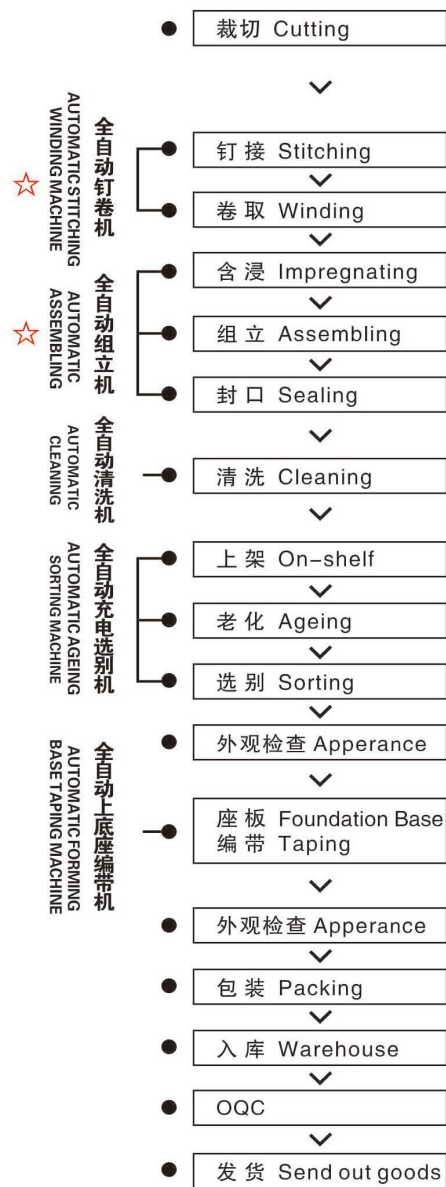 裁切 Cutting
全自动钉卷机
AUTOMATIC STITCHING
WINDING MACHINE
钉接 Stitching
卷取 Winding
全自动组立机
AUTOMATIC
ASSEMBLING
含浸 Impregnating
组立 Assembling
封口 Sealing
全自动清洗机
AUTOMATIC
CLEANING
清洗 Cleaning
全自动充电选别机
AUTOMATIC AGEING
SORTING MACHINE
上架 On-shelf
老化 Ageing
选别 Sorting
外观检查 Apperance
全自动上底座编带机
AUTOMATIC FORMING
BASE TAPING MACHINE
座板 Foundation Base
编带 Taping
外观检查 Apperance
包装 Packing
入库 Warehouse
OQC
发货 Send out goods